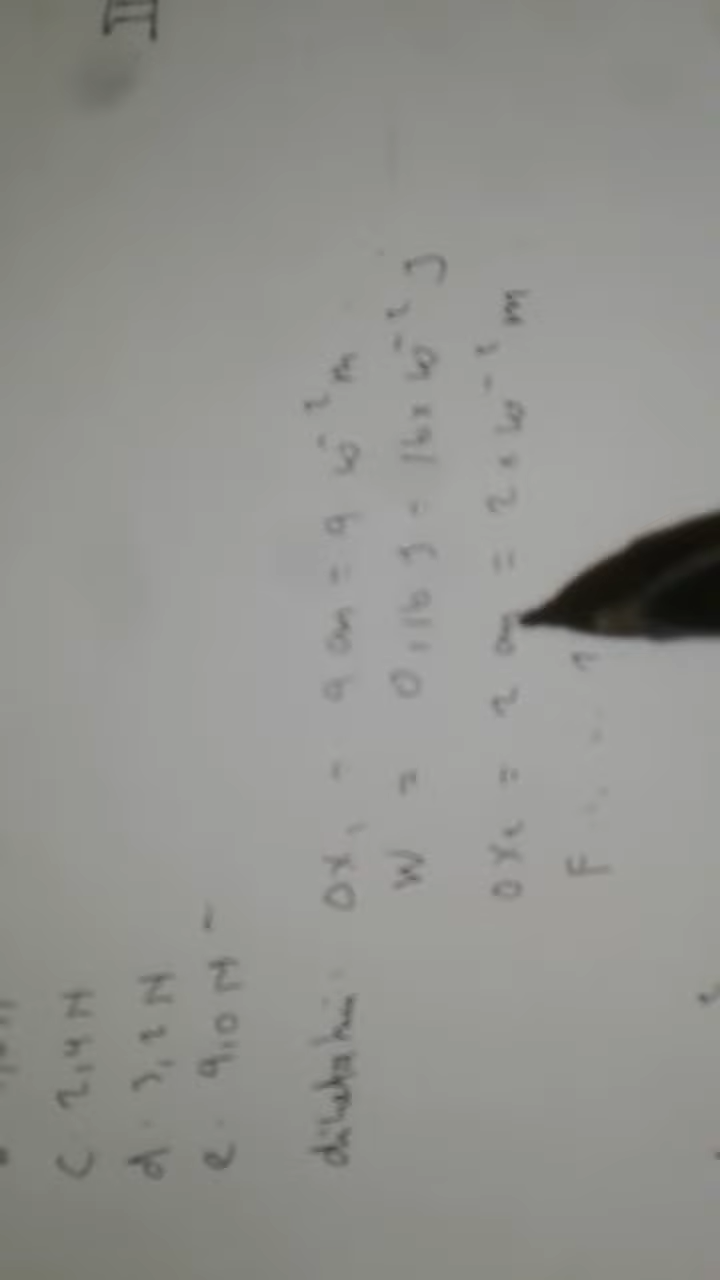 II
C. 2,4 N
d. 3,2 N
e. 4,0 N -
diketahui: Δx₁ = 4 cm = 4 10⁻² m
W = 0,16 J = 16 x 10⁻² J
Δx₂ = 2 cm = 2 x 10⁻² m
F .... ?